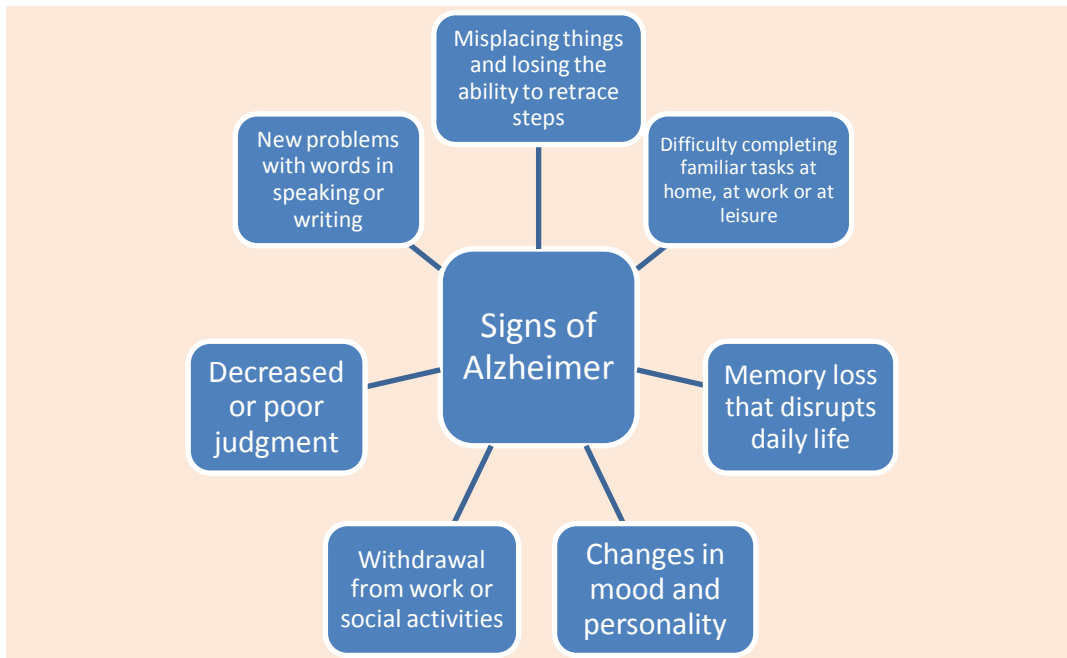 Misplacing things
and losing the
ability to retrace
steps
Difficulty completing
familiar tasks at
home, at work or at
leisure
Memory loss
that disrupts
daily life
Changes in
mood and
personality
Withdrawal
from work or
social activities
Decreased
or poor
judgment
New problems
with words in
speaking or
writing
Signs of
Alzheimer